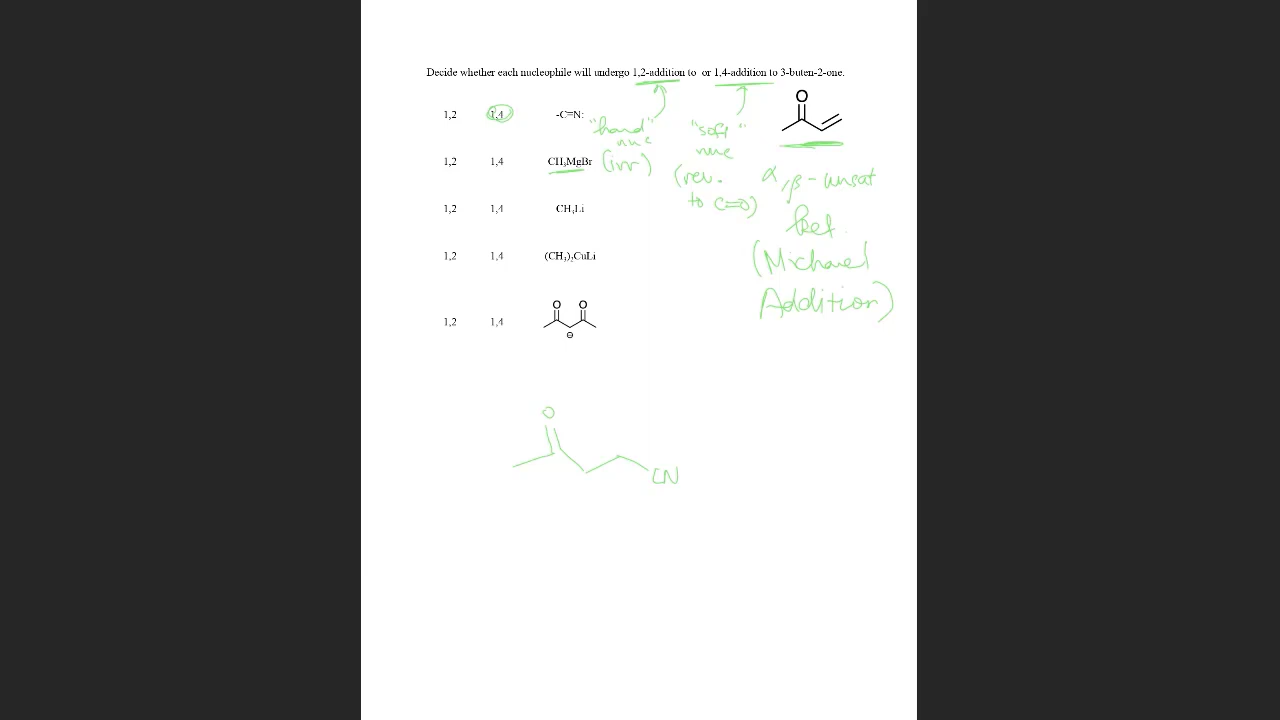 Decide whether each nucleophile will undergo 1,2-addition to or 1,4-addition to 3-buten-2-one.
O
1,2 1,4 -C≡N:
"hard" nuc (irr)
"soft" nuc (rev. to C=O)
α,β-unsat ket. (Michael Addition)
1,2 1,4 CH₃MgBr
1,2 1,4 CH₃Li
1,2 1,4 (CH₃)₂CuLi
O O
1,2 1,4
⊖
O
CN